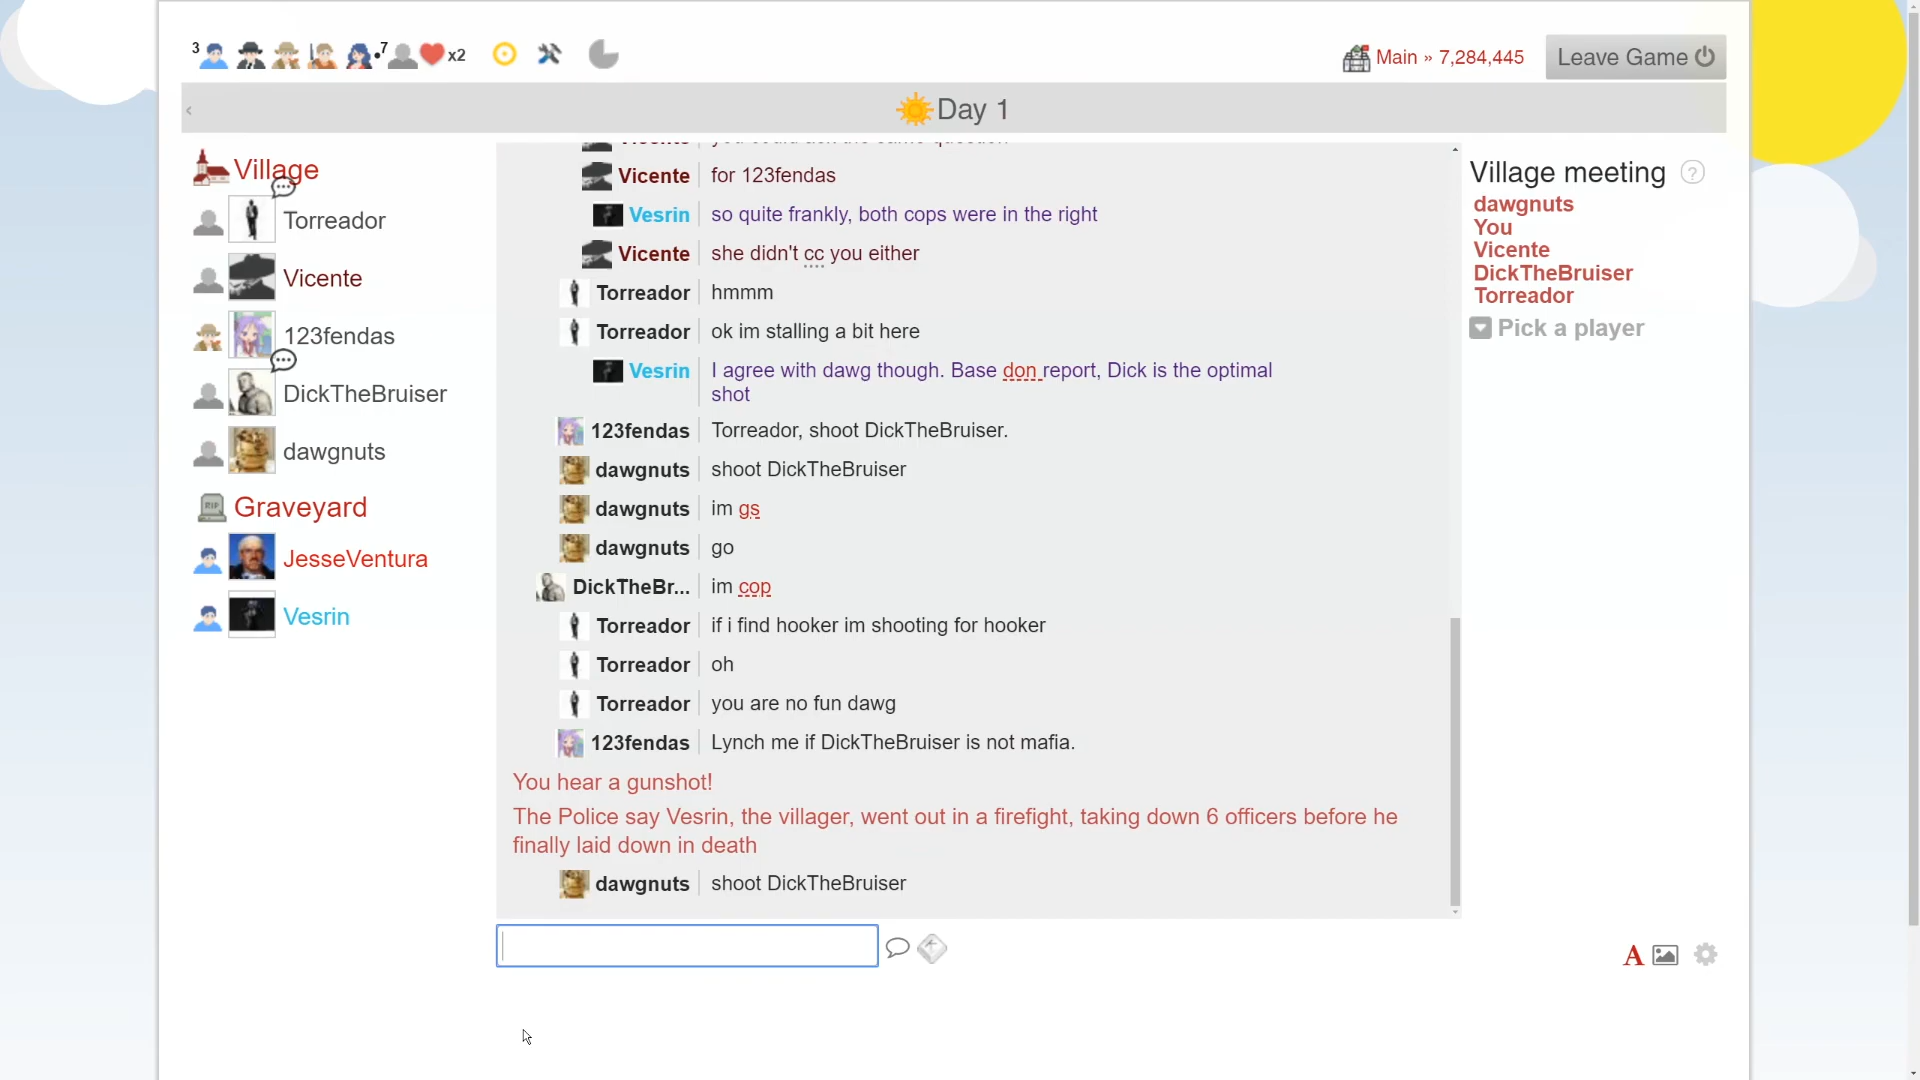 3 7 x2 Main » 7,284,445 Leave Game
Day 1
Village
Torreador
Vicente
123fendas
DickTheBruiser
dawgnuts
Graveyard
JesseVentura
Vesrin
Vicente for 123fendas
Vesrin so quite frankly, both cops were in the right
Vicente she didn't cc you either
Torreador hmmm
Torreador ok im stalling a bit here
Vesrin I agree with dawg though. Base don report, Dick is the optimal
shot
123fendas Torreador, shoot DickTheBruiser.
dawgnuts shoot DickTheBruiser
dawgnuts im gs
dawgnuts go
DickTheBr... im cop
Torreador if i find hooker im shooting for hooker
Torreador oh
Torreador you are no fun dawg
123fendas Lynch me if DickTheBruiser is not mafia.
You hear a gunshot!
The Police say Vesrin, the villager, went out in a firefight, taking down 6 officers before he
finally laid down in death
dawgnuts shoot DickTheBruiser
Village meeting ?
dawgnuts
You
Vicente
DickTheBruiser
Torreador
Pick a player
A